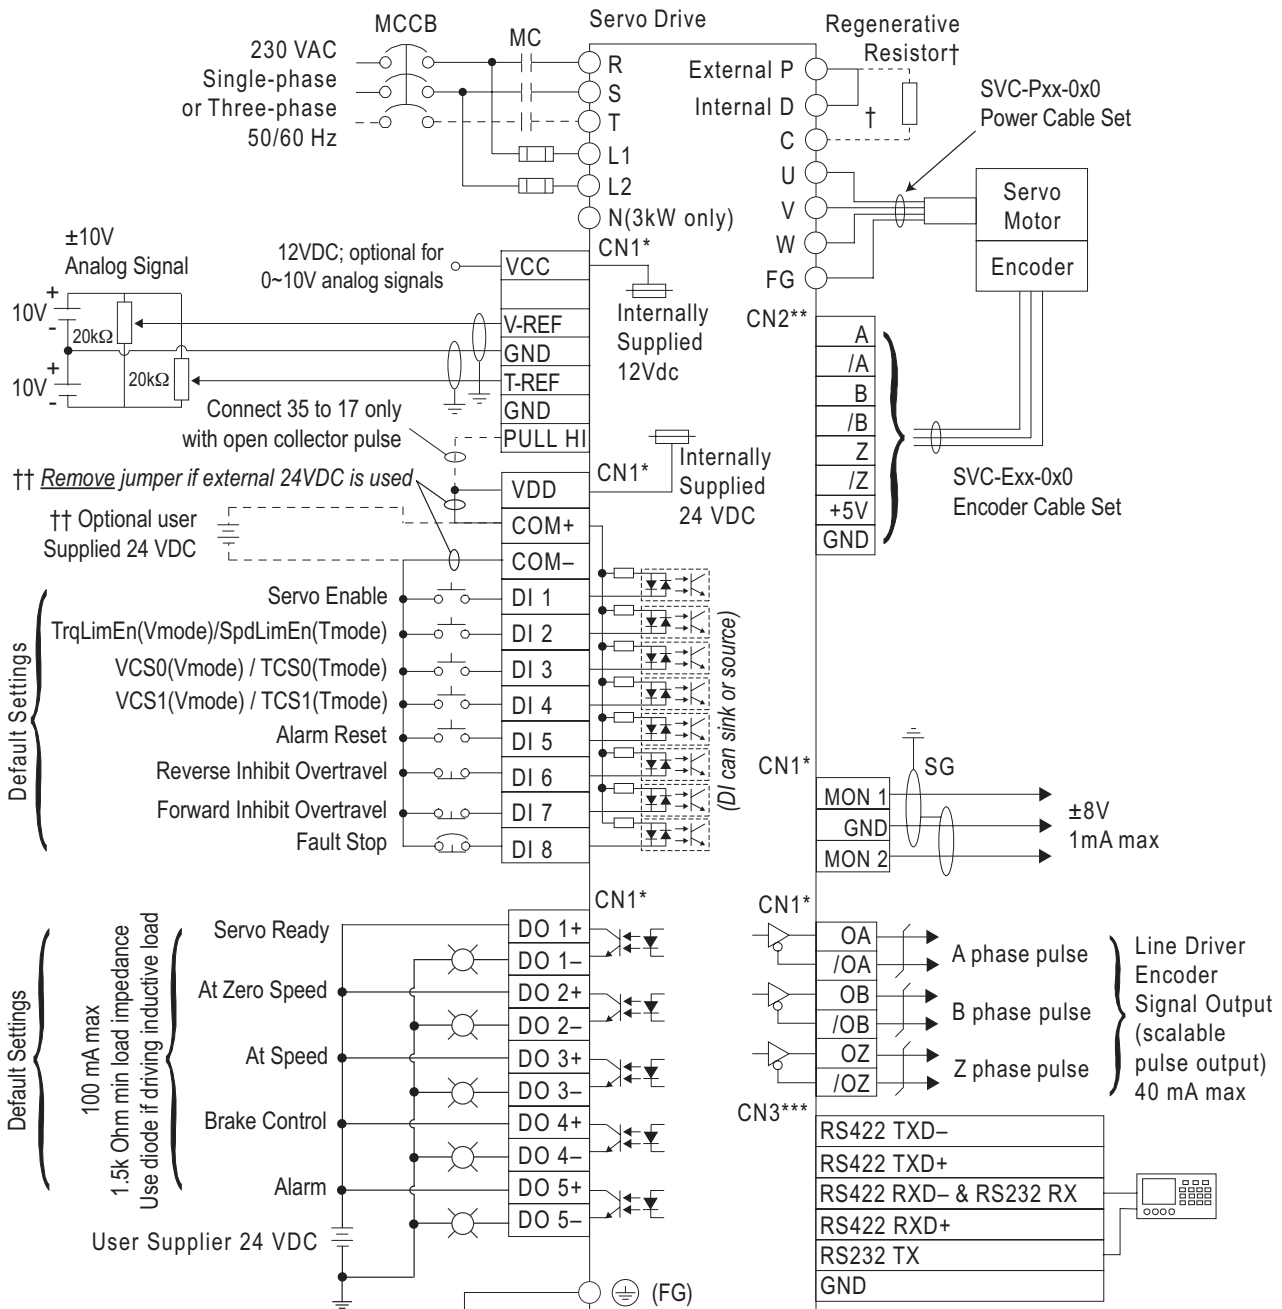 Servo Drive
MCCB
MC
230 VAC
Single-phase
or Three-phase
50/60 Hz
R
S
T
L1
L2
N(3kW only)
Regenerative
Resistor†
External P
Internal D
C
†
U
V
W
FG
SVC-Pxx-0x0
Power Cable Set
Servo
Motor
Encoder
±10V
Analog Signal
+
10V
-
20kΩ
+
10V
-
20kΩ
12VDC; optional for
0~10V analog signals
CN1*
VCC
V-REF
GND
T-REF
GND
PULL HI
Internally
Supplied
12Vdc
Connect 35 to 17 only
with open collector pulse
†† Remove jumper if external 24VDC is used
†† Optional user
Supplied 24 VDC
CN1*
VDD
COM+
COM–
Internally
Supplied
24 VDC
Default Settings
Servo Enable
DI 1
TrqLimEn(Vmode)/SpdLimEn(Tmode)
DI 2
VCS0(Vmode) / TCS0(Tmode)
DI 3
VCS1(Vmode) / TCS1(Tmode)
DI 4
Alarm Reset
DI 5
Reverse Inhibit Overtravel
DI 6
Forward Inhibit Overtravel
DI 7
Fault Stop
DI 8
(DI can sink or source)
CN2**
A
/A
B
/B
Z
/Z
+5V
GND
SVC-Exx-0x0
Encoder Cable Set
CN1*
SG
MON 1
GND
MON 2
±8V
1mA max
Default Settings
100 mA max
1.5k Ohm min load impedance
Use diode if driving inductive load
CN1*
Servo Ready
DO 1+
DO 1–
At Zero Speed
DO 2+
DO 2–
At Speed
DO 3+
DO 3–
Brake Control
DO 4+
DO 4–
Alarm
DO 5+
DO 5–
User Supplier 24 VDC
(FG)
CN1*
OA
/OA
A phase pulse
OB
/OB
B phase pulse
OZ
/OZ
Z phase pulse
Line Driver
Encoder
Signal Output
(scalable
pulse output)
40 mA max
CN3***
RS422 TXD–
RS422 TXD+
RS422 RXD– & RS232 RX
RS422 RXD+
RS232 TX
GND